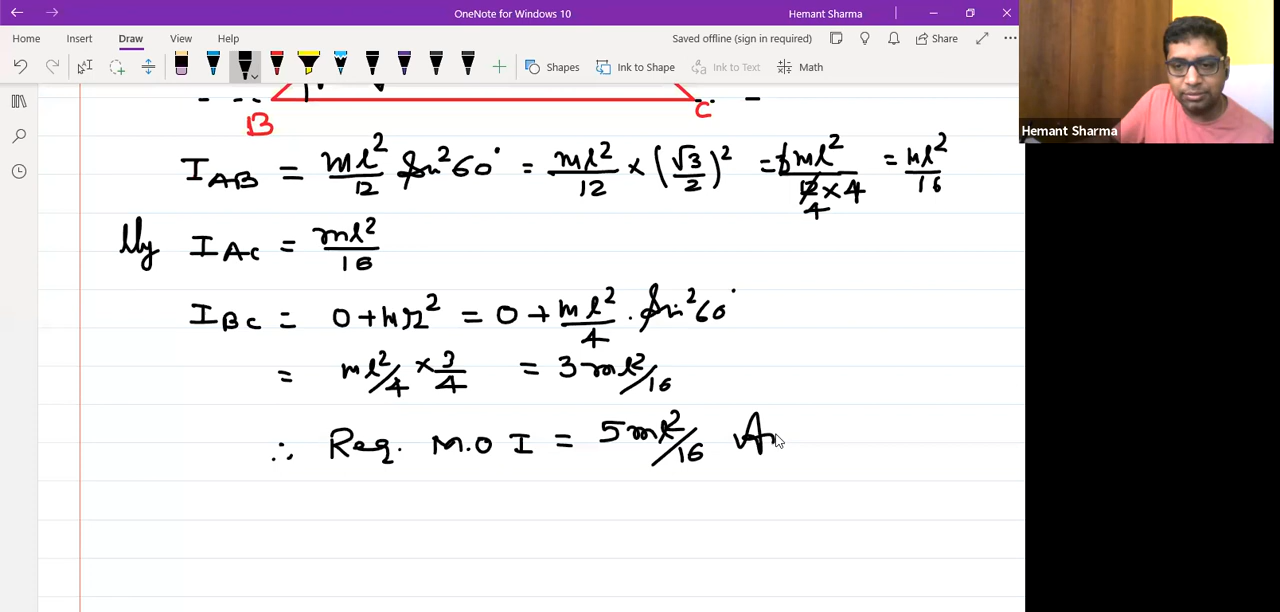 OneNote for Windows 10
Hemant Sharma
Home Insert Draw View Help
Saved offline (sign in required)
Share
Shapes
Ink to Shape
Ink to Text
Math
Hemant Sharma
B
C
I_AB = ml²/12 Sin²60° = ml²/12 × (√3/2)² = ml²/12×4 = ml²/16
4
lly I_AC = ml²/16
I_BC = 0 + mr² = 0 + ml²/4 · Sin²60°
= ml²/4 × 3/4 = 3ml²/16
∴ Req. M.O I = 5ml²/16 An